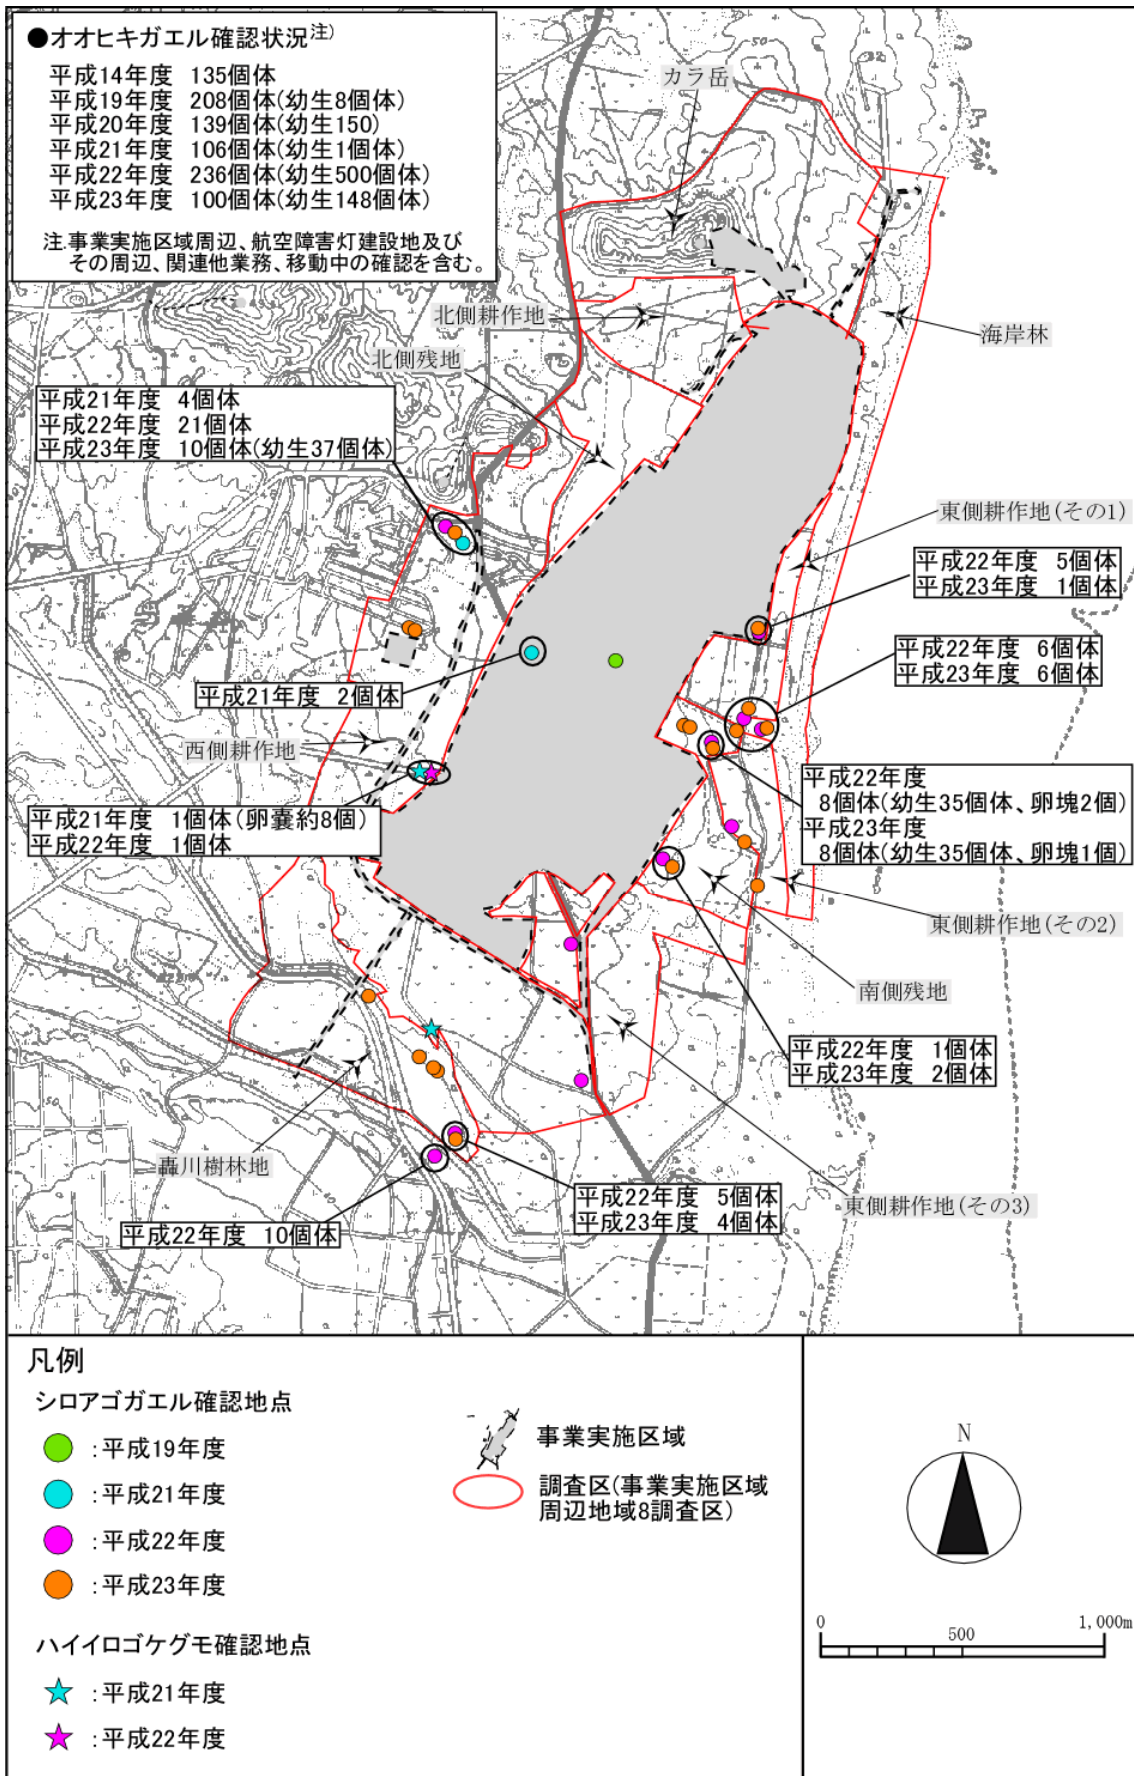 ●オオヒキガエル確認状況注)
平成14年度 135個体
平成19年度 208個体(幼生8個体)
平成20年度 139個体(幼生150)
平成21年度 106個体(幼生1個体)
平成22年度 236個体(幼生500個体)
平成23年度 100個体(幼生148個体)
注.事業実施区域周辺、航空障害灯建設地及び
その周辺、関連他業務、移動中の確認を含む。
カラ岳
50
北側耕作地
海岸林
北側残地
平成21年度 4個体
平成22年度 21個体
平成23年度 10個体(幼生37個体)
東側耕作地(その1)
平成22年度 5個体
平成23年度 1個体
平成22年度 6個体
平成23年度 6個体
平成21年度 2個体
西側耕作地
平成22年度
8個体(幼生35個体、卵塊2個)
平成23年度
8個体(幼生35個体、卵塊1個)
平成21年度 1個体(卵嚢約8個)
平成22年度 1個体
東側耕作地(その2)
南側残地
平成22年度 1個体
平成23年度 2個体
轟川樹林地
平成22年度 5個体
平成23年度 4個体
東側耕作地(その3)
平成22年度 10個体
凡例
シロアゴガエル確認地点
:平成19年度
:平成21年度
:平成22年度
:平成23年度
ハイイロゴケグモ確認地点
:平成21年度
:平成22年度
事業実施区域
調査区(事業実施区域
周辺地域8調査区)
N
0 500 1,000m